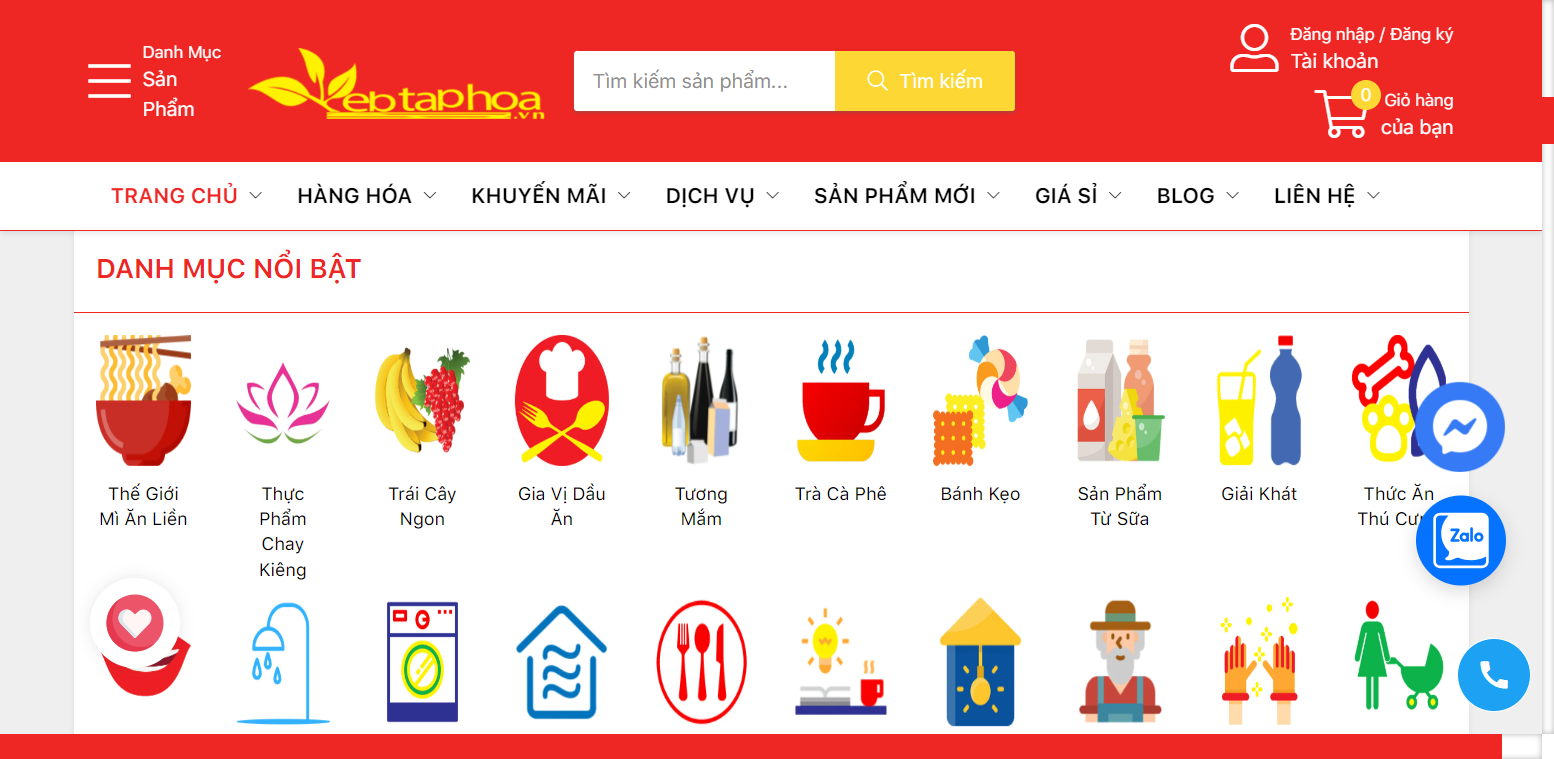 Danh Mục
Sản
Phẩm
eptaphoa
.vn
Tìm kiếm sản phẩm...
Tìm kiếm
Đăng nhập / Đăng ký
Tài khoản
0
Giỏ hàng
của bạn
TRANG CHỦ
HÀNG HÓA
KHUYẾN MÃI
DỊCH VỤ
SẢN PHẨM MỚI
GIÁ SỈ
BLOG
LIÊN HỆ
DANH MỤC NỔI BẬT
Thế Giới
Mì Ăn Liền
Thực
Phẩm
Chay
Kiêng
Trái Cây
Ngon
Gia Vị Dầu
Ăn
Tương
Mắm
Trà Cà Phê
Bánh Kẹo
Sản Phẩm
Từ Sữa
Giải Khát
Thức Ăn
Thú
Zalo